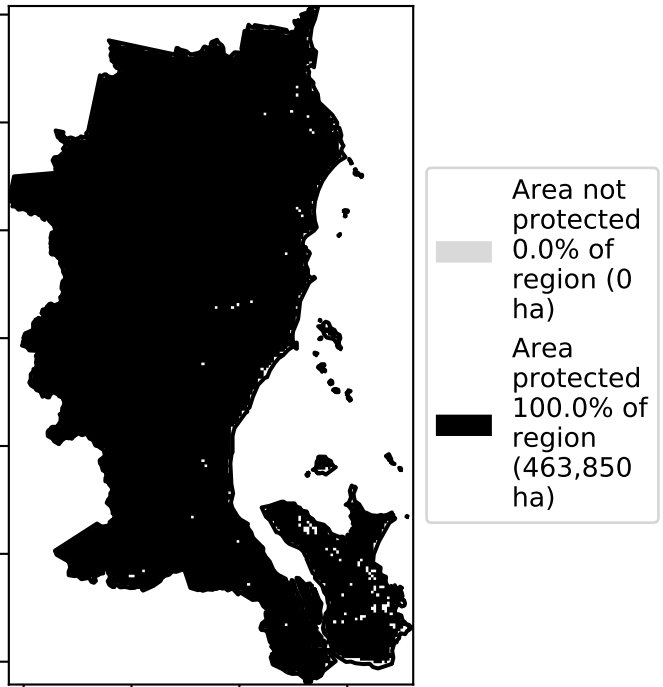 Area not
protected
0.0% of
region (0
ha)
Area
protected
100.0% of
region
(463,850
ha)